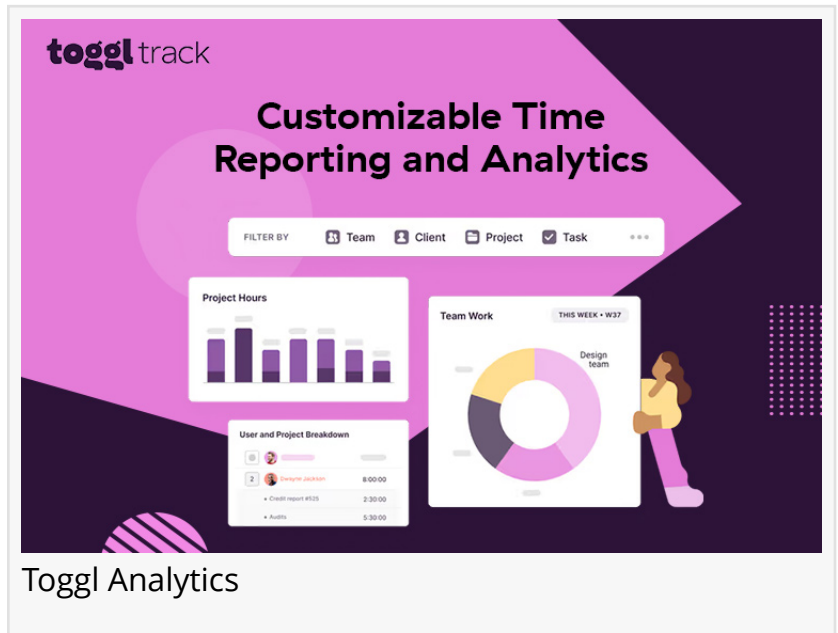 toggl track
Customizable Time
Reporting and Analytics
FILTER BY Team Client Project Task
Project Hours
Team Work THIS WEEK • W37
Design
team
User and Project Breakdown
2 Dwayne Jackson 8:00:00
• Credit report #525 2:30:00
• Audits 5:30:00
Toggl Analytics